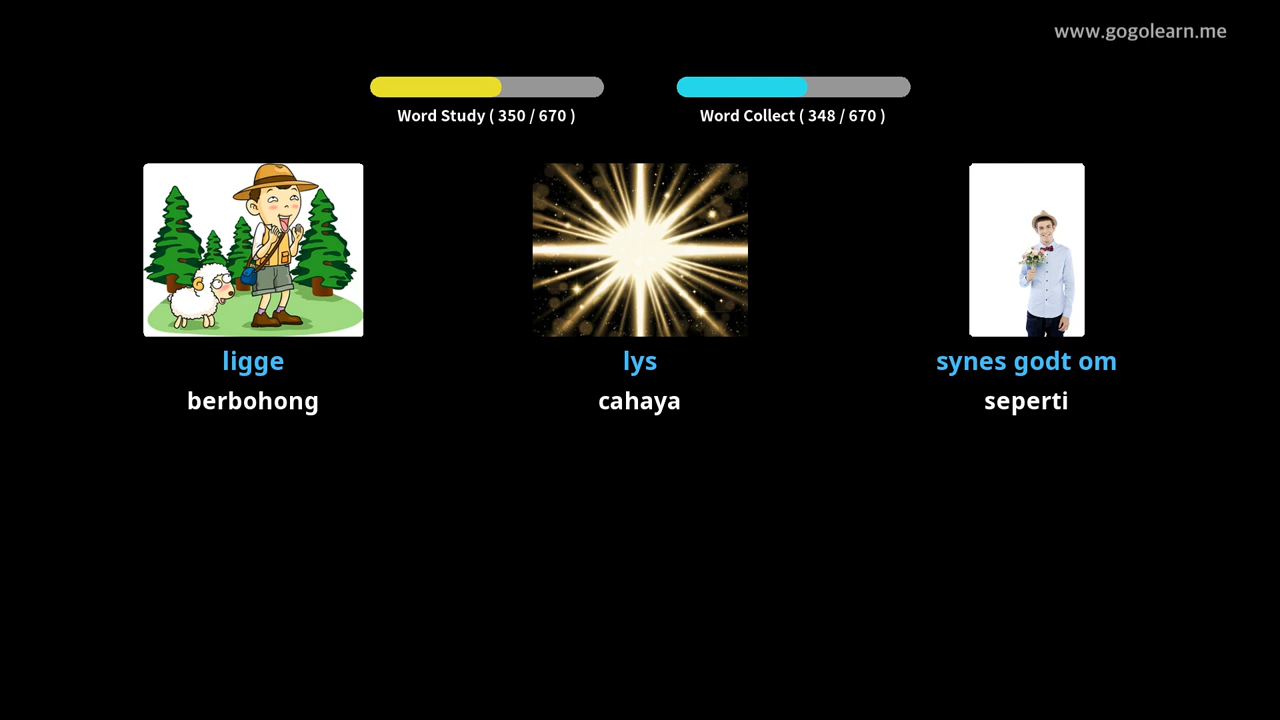 www.gogolearn.me
Word Study ( 350 / 670 )
Word Collect ( 348 / 670 )
ligge
lys
synes godt om
berbohong
cahaya
seperti